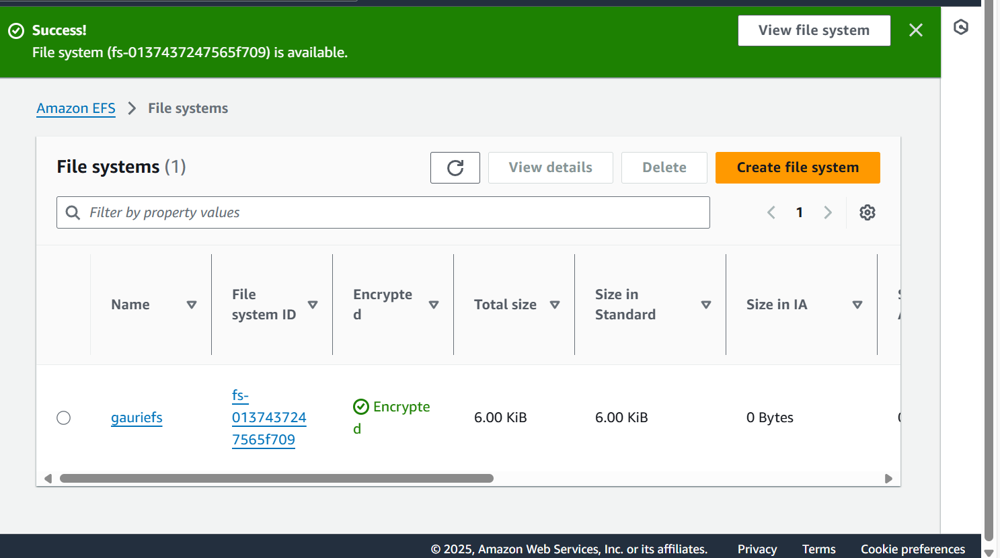 Success!
View file system
File system (fs-0137437247565f709) is available.
Amazon EFS
File systems
File systems (1)
View details
Delete
Create file system
Filter by property values
1
Name
File
system ID
Encrypte
d
Total size
Size in
Standard
Size in IA
gauriefs
fs-
013743724
7565f709
Encrypte
d
6.00 KiB
6.00 KiB
0 Bytes
© 2025, Amazon Web Services, Inc. or its affiliates.
Privacy
Terms
Cookie preferences